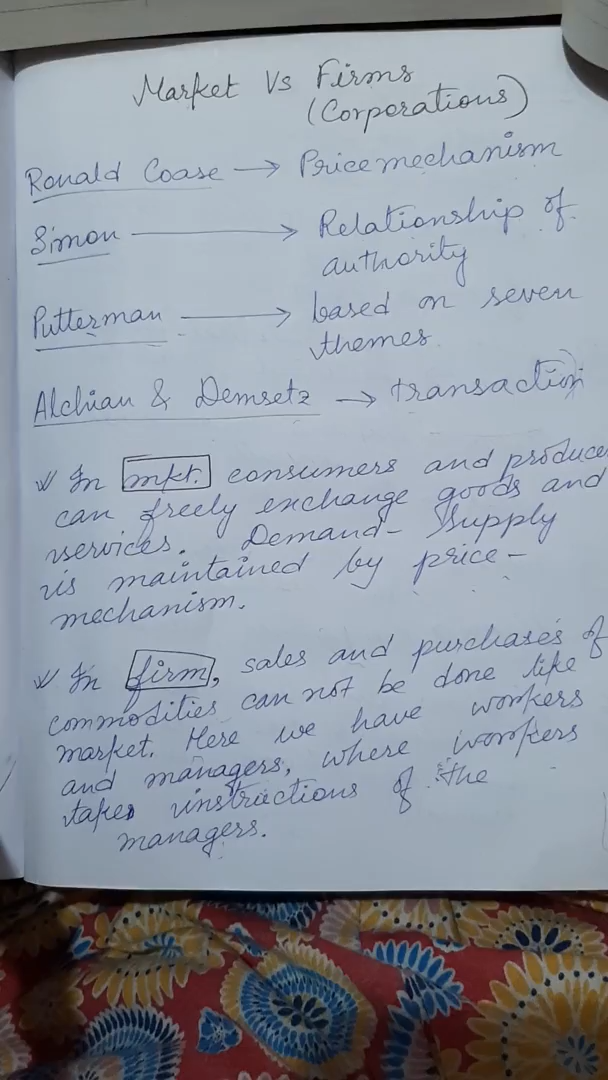 Market Vs Firms
(Corporations)
Ronald Coase → Price mechanism
Simon → Relationship of
authority
Putterman → based on seven
themes.
Alchian & Demsetz → transaction
In mkt. consumers and produce
can freely exchange goods and
services. Demand-Supply
is maintained by price-
mechanism.
In firm, sales and purchases of
commodities can not be done like
market. Here we have workers
and managers, where workers
takes instructions of the
managers.